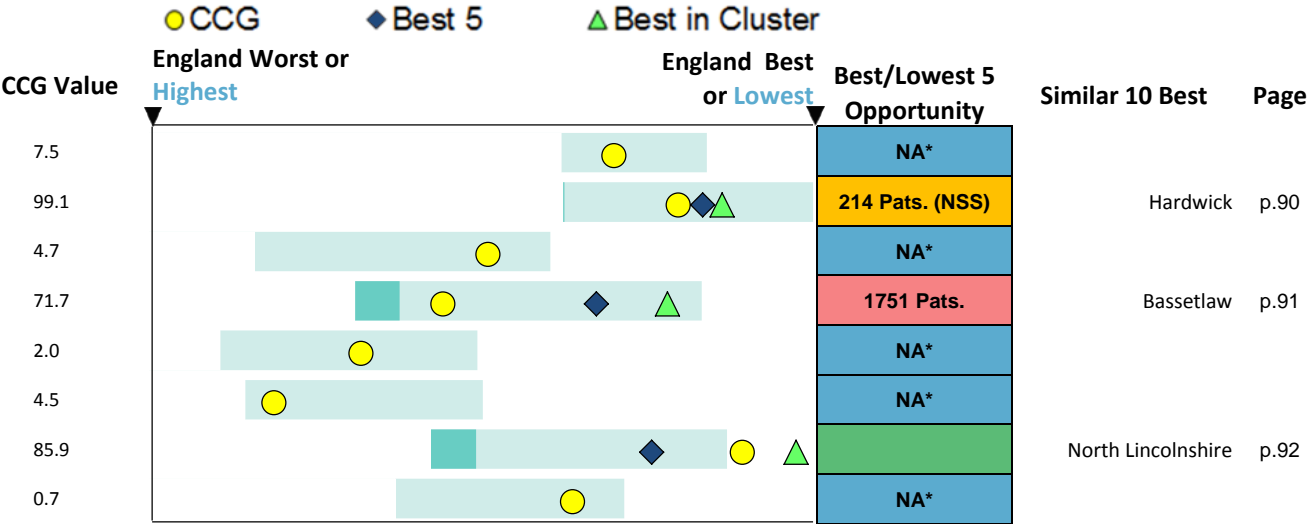 CCG Best 5 Best in Cluster
England Worst or
Highest
England Best
or Lowest
CCG Value
Best/Lowest 5
Opportunity
Similar 10 Best
Page
7.5 NA*
99.1 214 Pats. (NSS) Hardwick p.90
4.7 NA*
71.7 1751 Pats. Bassetlaw p.91
2.0 NA*
4.5 NA*
85.9 North Lincolnshire p.92
0.7 NA*